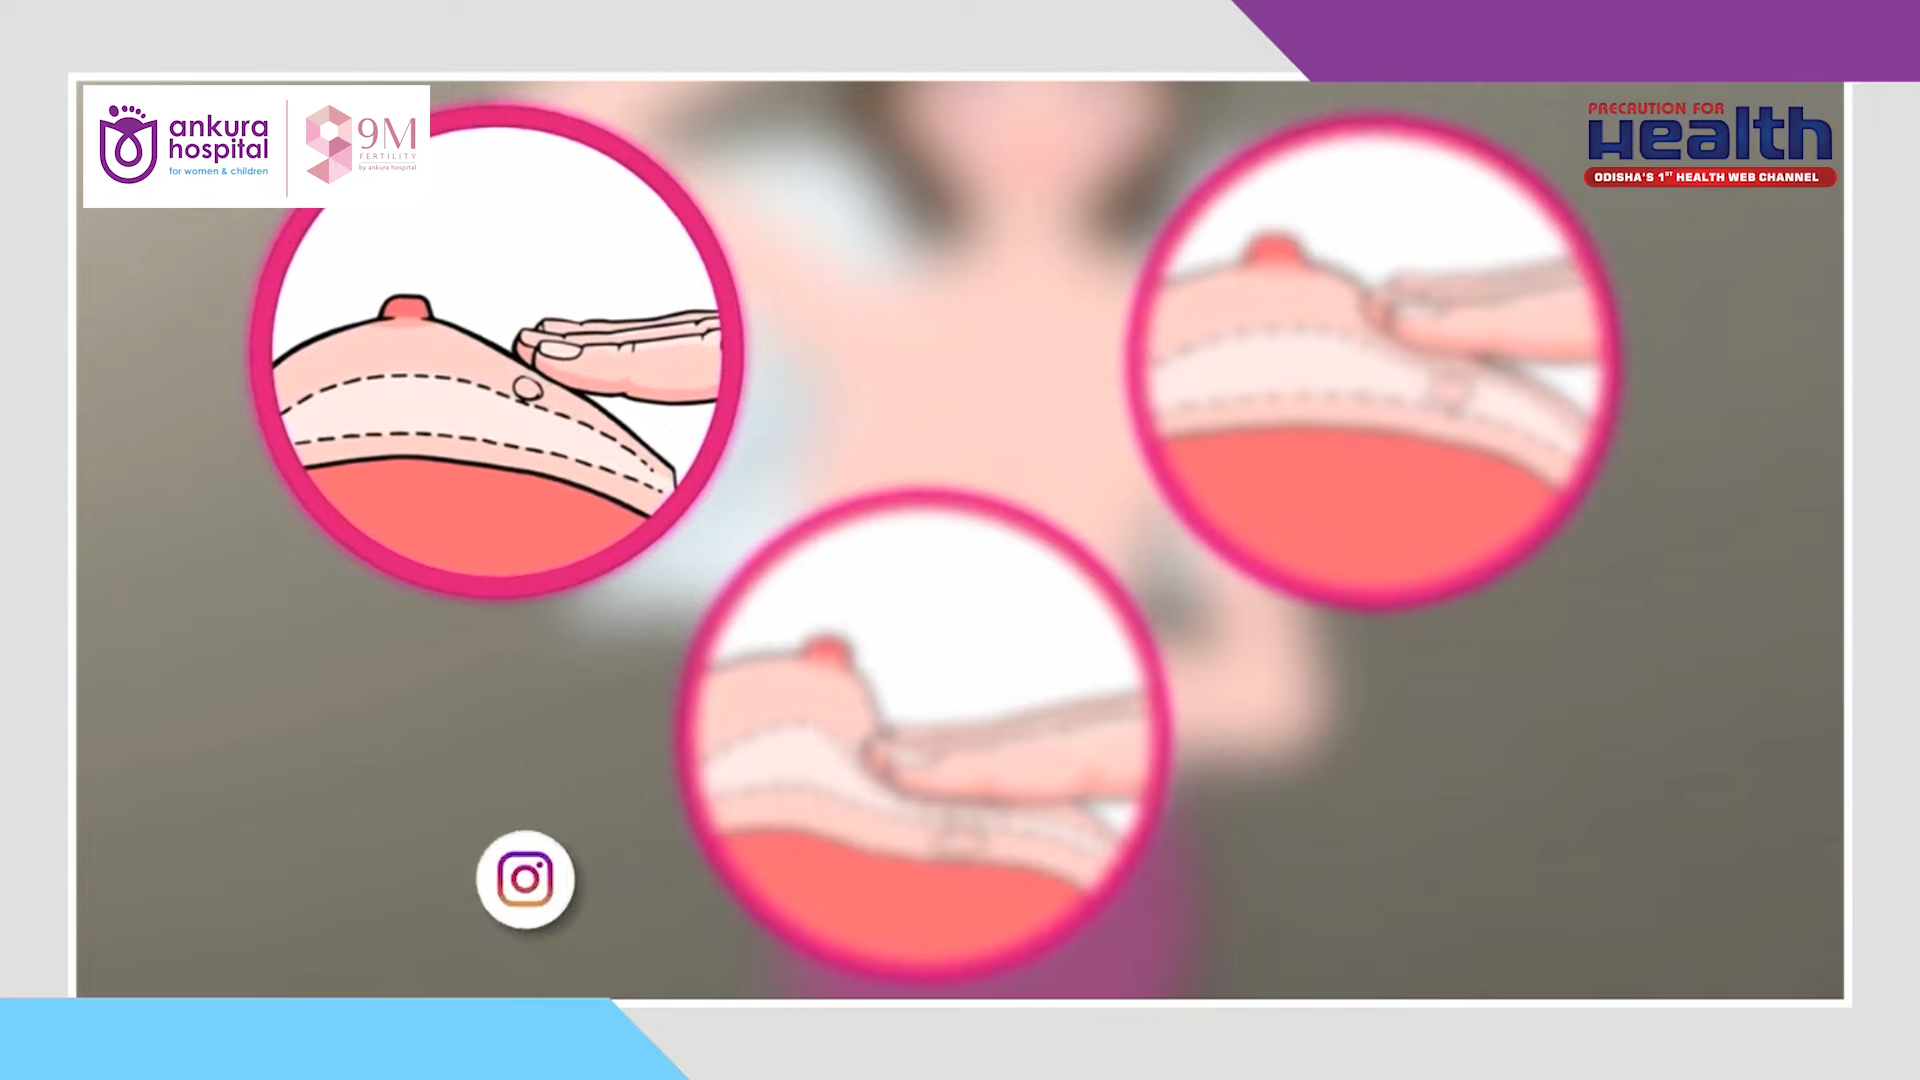 ankura
hospital
for women & children
9M
FERTILITY
by ankura hospital
PRECAUTION FOR
Health
ODISHA'S 1ST HEALTH WEB CHANNEL